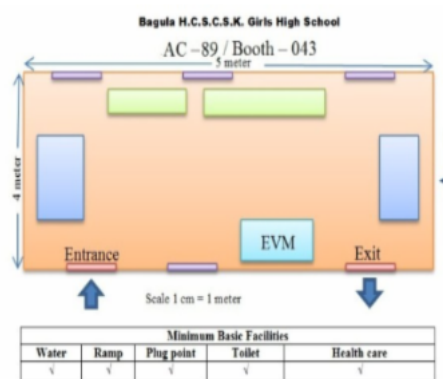 Bagula H.C.S.C.S.K. Girls High School
AC –89 / Booth – 043
5 meter
4 meter
EVM
Entrance
Exit
Scale 1 cm = 1 meter
Minimum Basic Facilities
Water Ramp Plug point Toilet Health care
√ √ √ √ √